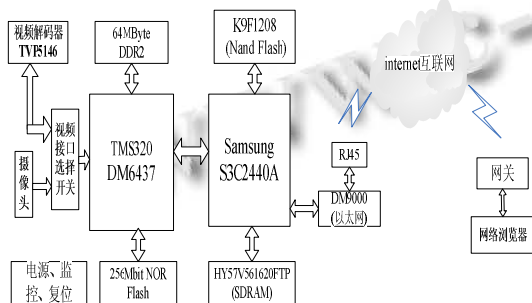 视频解码器
TVP5146
64MByte
DDR2
K9F1208
(Nand Flash)
internet互联网
视频
接口
选择
开关
摄像头
TMS320
DM6437
Samsung
S3C2440A
RJ45
DM9000
(以太网)
网关
网络浏览器
电源、监
控、复位
256Mbit NOR
Flash
HY57V561620FTP
(SDRAM)